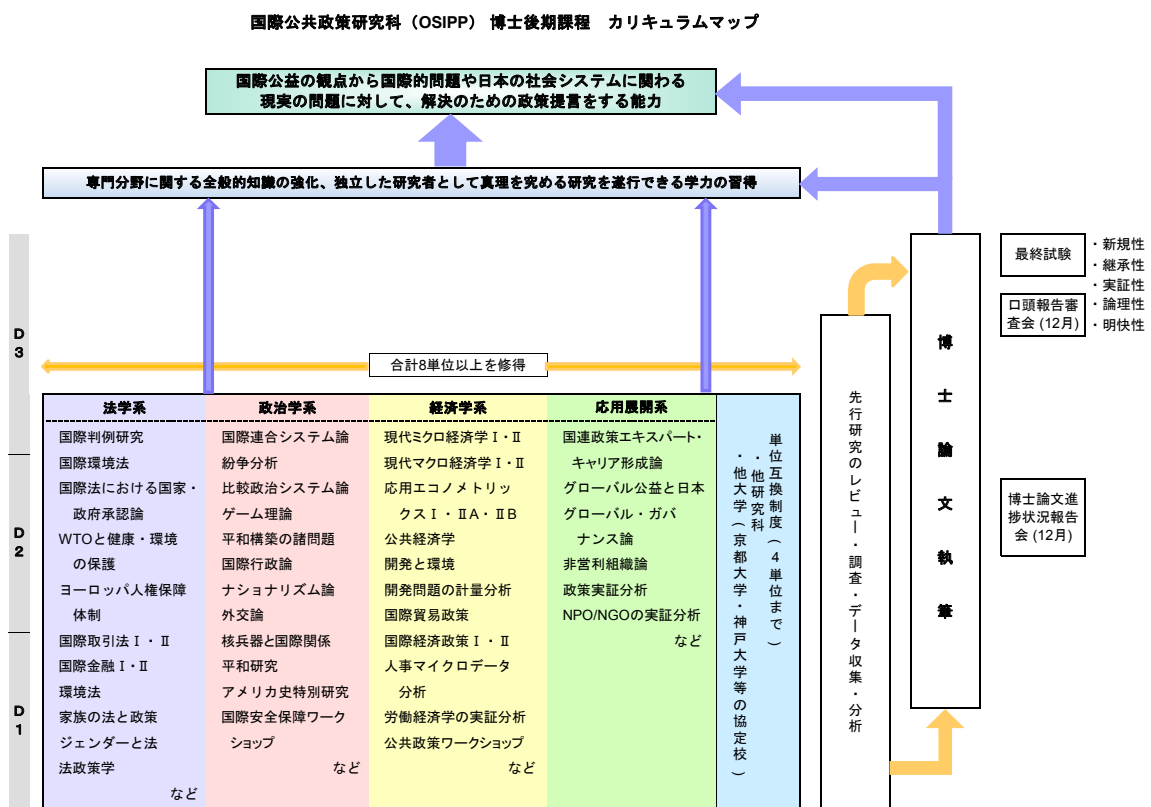 国際公共政策研究科（OSIPP） 博士後期課程　カリキュラムマップ
国際公益の観点から国際的問題や日本の社会システムに関わる
現実の問題に対して、解決のための政策提言をする能力
専門分野に関する全般的知識の強化、独立した研究者として真理を究める研究を遂行できる学力の習得
D3
D2
D1
合計8単位以上を修得
法学系
国際判例研究
国際環境法
国際法における国家・
政府承認論
WTOと健康・環境
の保護
ヨーロッパ人権保障
体制
国際取引法Ⅰ・Ⅱ
国際金融Ⅰ・Ⅱ
環境法
家族の法と政策
ジェンダーと法
法政策学
など
政治学系
国際連合システム論
紛争分析
比較政治システム論
ゲーム理論
平和構築の諸問題
国際行政論
ナショナリズム論
外交論
核兵器と国際関係
平和研究
アメリカ史特別研究
国際安全保障ワーク
ショップ
など
経済学系
現代ミクロ経済学Ⅰ・Ⅱ
現代マクロ経済学Ⅰ・Ⅱ
応用エコノメトリッ
クスⅠ・ⅡA・ⅡB
公共経済学
開発と環境
開発問題の計量分析
国際貿易政策
国際経済政策Ⅰ・Ⅱ
人事マイクロデータ
分析
労働経済学の実証分析
公共政策ワークショップ
など
応用展開系
国連政策エキスパート・
キャリア形成論
グローバル公益と日本
グローバル・ガバ
ナンス論
非営利組織論
政策実証分析
NPO/NGOの実証分析
など
単位互換制度（4単位まで）
・他研究科
・他大学（京都大学・神戸大学等の協定校）
先行研究のレビュー・調査・データ収集・分析
博士論文執筆
最終試験
口頭報告審
査会 (12月)
・新規性
・継承性
・実証性
・論理性
・明快性
博士論文進
捗状況報告
会 (12月)